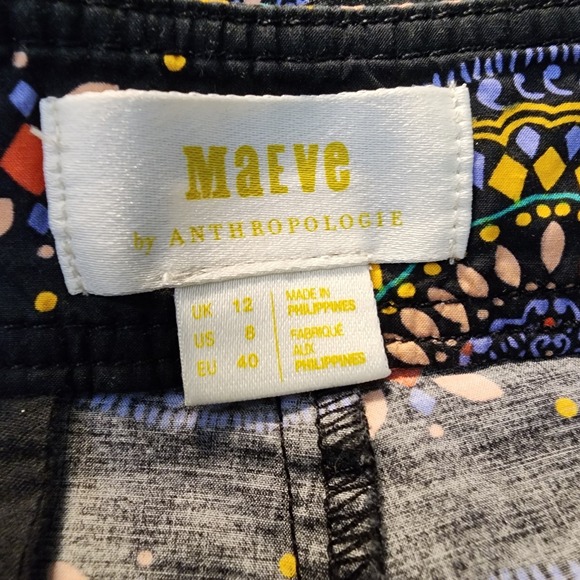 MaEve
by ANTHROPOLOGIE
UK 12
US 8
EU 40
MADE IN
PHILIPPINES
FABRIQUÉ
AUX
PHILIPPINES